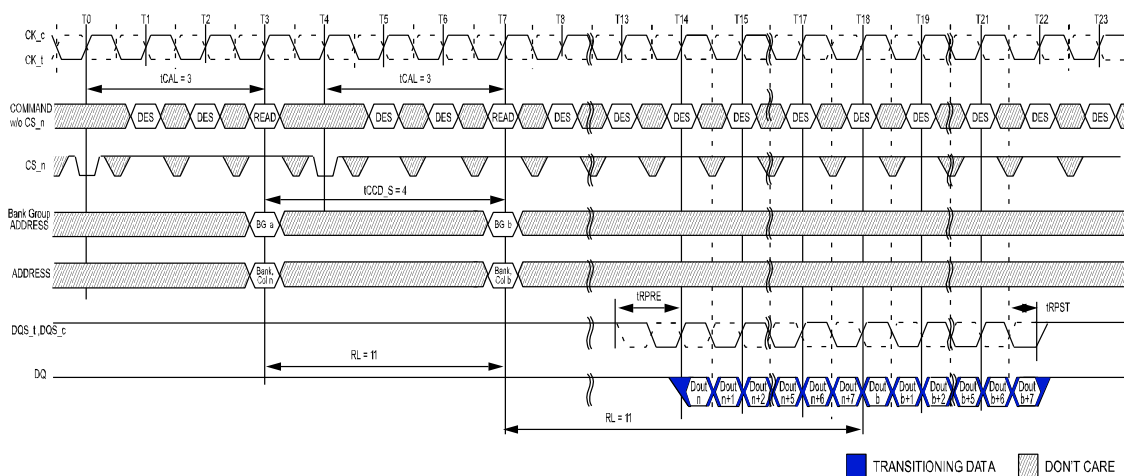 T0 T1 T2 T3 T4 T7 T8 T13 T14 T15 T17 T18 T19 T21 T22 T23
CK_c
CK_t
tCAL = 3 tCAL = 3
COMMAND
w/o CS_n
DES DES READ DES DES READ DES DES DES DES DES DES DES DES DES DES
CS_n
tCCD_S = 4
Bank Group
ADDRESS
BG a BG b
ADDRESS
Bank, Col n
Bank, Col b
tRPRE tRPST
DQS_t ,DQS_c
RL = 11
DQ
Dout n Dout n+1 Dout n+2 Dout n+5 Dout n+6 Dout n+7 Dout b Dout b+1 Dout b+2 Dout b+5 Dout b+6 Dout b+7
RL = 11
TRANSITIONING DATA DON'T CARE